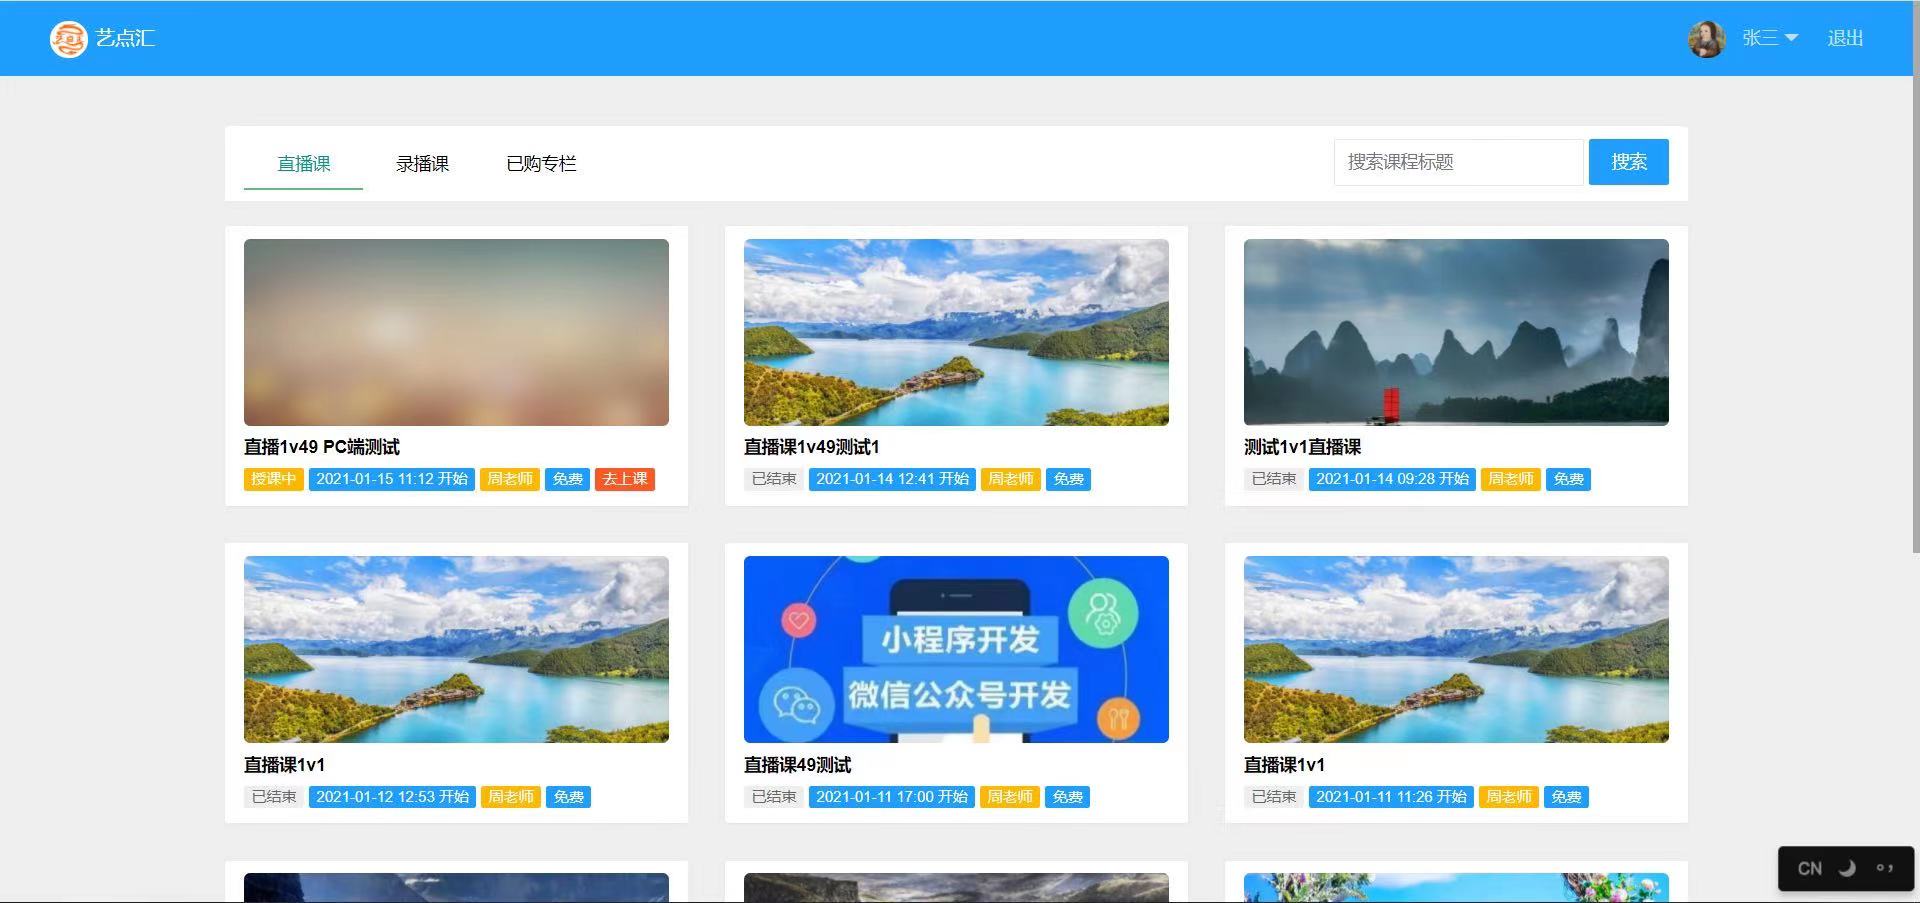 艺点汇
张三
退出
直播课
录播课
已购专栏
搜索课程标题
搜索
直播1v49 PC端测试
授课中 2021-01-15 11:12 开始 周老师 免费 去上课
直播课1v49测试1
已结束 2021-01-14 12:41 开始 周老师 免费
测试1v1直播课
已结束 2021-01-14 09:28 开始 周老师 免费
直播课1v1
已结束 2021-01-12 12:53 开始 周老师 免费
小程序开发
微信公众号开发
直播课49测试
已结束 2021-01-11 17:00 开始 周老师 免费
直播课1v1
已结束 2021-01-11 11:26 开始 周老师 免费
CN